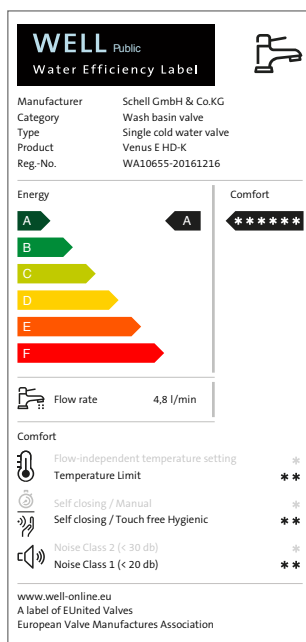 WELL Public
Water Efficiency Label
Manufacturer Schell GmbH & Co.KG
Category Wash basin valve
Type Single cold water valve
Product Venus E HD-K
Reg.-No. WA10655-20161216
Energy Comfort
A A ******
B
C
D
E
F
Flow rate 4,8 l/min
Comfort
Flow-independent temperature setting *
Temperature Limit **
Self closing / Manual *
Self closing / Touch free Hygienic **
Noise Class 2 (< 30 db) *
Noise Class 1 (< 20 db) **
www.well-online.eu
A label of EUnited Valves
European Valve Manufactures Association